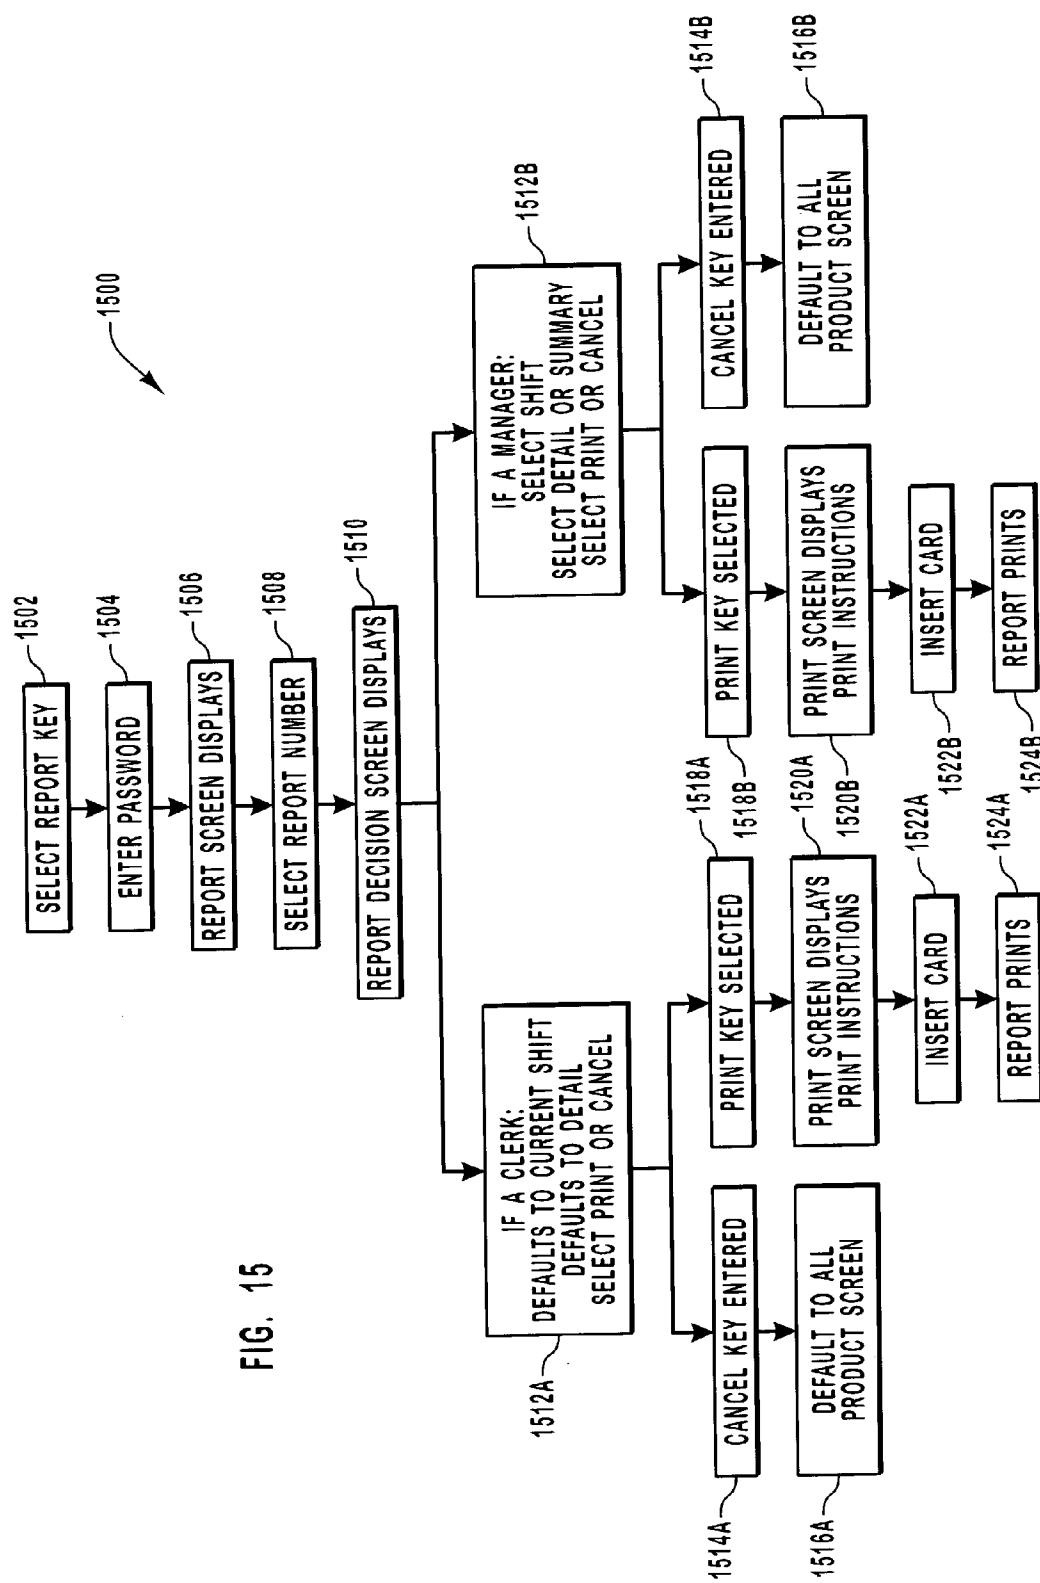 1500
SELECT REPORT KEY
1502
ENTER PASSWORD
1504
REPORT SCREEN DISPLAYS
1506
SELECT REPORT NUMBER
1508
REPORT DECISION SCREEN DISPLAYS
1510
IF A CLERK:
DEFAULTS TO CURRENT SHIFT
DEFAULTS TO DETAIL
SELECT PRINT OR CANCEL
1512A
IF A MANAGER:
SELECT SHIFT
SELECT DETAIL OR SUMMARY
SELECT PRINT OR CANCEL
1512B
1514A
CANCEL KEY ENTERED
PRINT KEY SELECTED
1518A
1518B
PRINT KEY SELECTED
CANCEL KEY ENTERED
1514B
1516A
DEFAULT TO ALL
PRODUCT SCREEN
PRINT SCREEN DISPLAYS
PRINT INSTRUCTIONS
1520A
1520B
PRINT SCREEN DISPLAYS
PRINT INSTRUCTIONS
DEFAULT TO ALL
PRODUCT SCREEN
1516B
INSERT CARD
1522A
1522B
INSERT CARD
REPORT PRINTS
1524A
1524B
REPORT PRINTS
FIG. 15